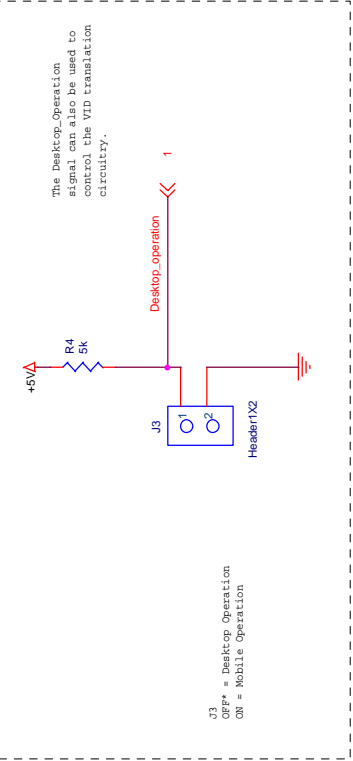 The Desktop_Operation
signal can also be used to
control the VID translation
circuitry.
+5V
R4
5k
Desktop_operation
1
J3
1
2
Header1X2
J3
OFF* = Desktop Operation
ON = Mobile Operation